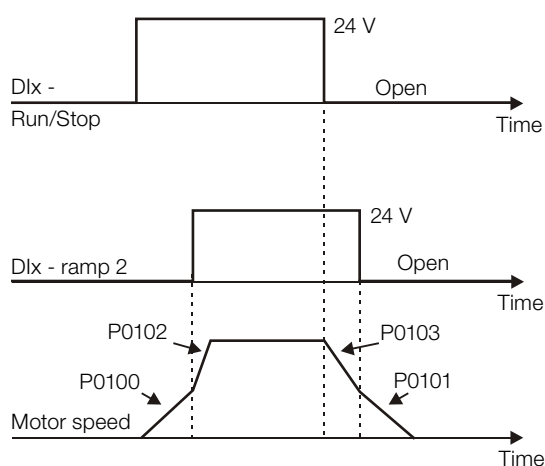 24 V
DIx -
Run/Stop
Open
Time
24 V
DIx - ramp 2
Open
Time
P0102
P0103
P0100
P0101
Motor speed
Time